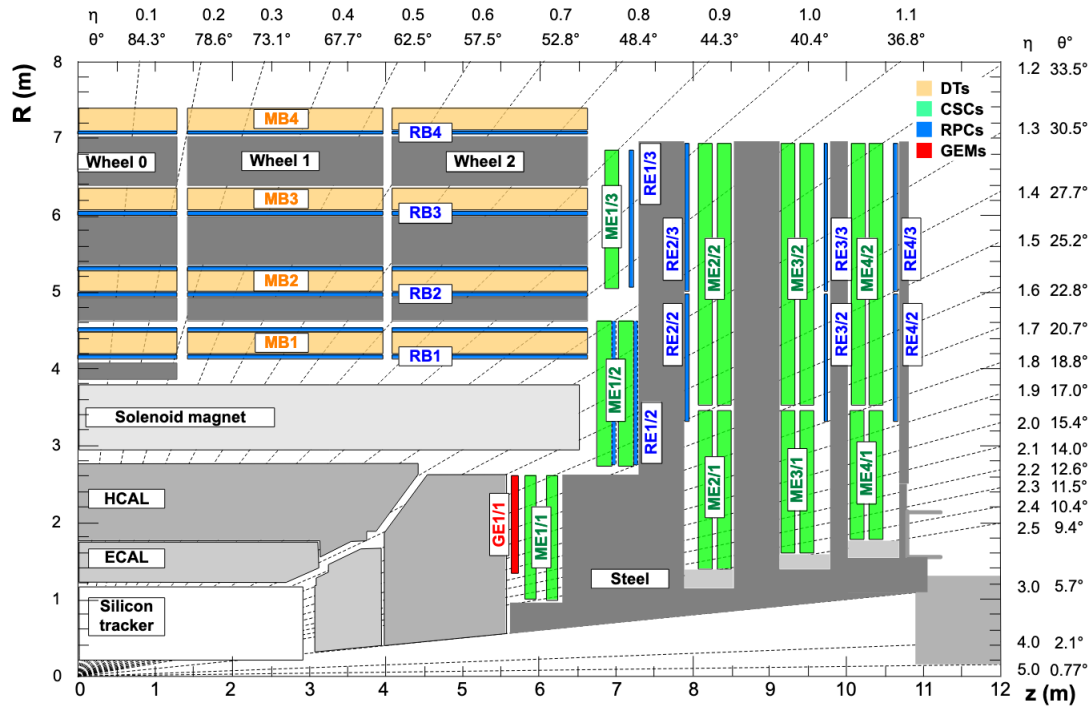 η 0.1 0.2 0.3 0.4 0.5 0.6 0.7 0.8 0.9 1.0 1.1
θ° 84.3° 78.6° 73.1° 67.7° 62.5° 57.5° 52.8° 48.4° 44.3° 40.4° 36.8° η θ°
R (m)
8
7
6
5
4
3
2
1
0
1.2 33.5°
1.3 30.5°
1.4 27.7°
1.5 25.2°
1.6 22.8°
1.7 20.7°
1.8 18.8°
1.9 17.0°
2.0 15.4°
2.1 14.0°
2.2 12.6°
2.3 11.5°
2.4 10.4°
2.5 9.4°
3.0 5.7°
4.0 2.1°
5.0 0.77°
DTs
CSCs
RPCs
GEMs
MB4
RB4
Wheel 0 Wheel 1 Wheel 2
MB3
RB3
MB2
RB2
MB1
RB1
Solenoid magnet
HCAL
ECAL
Silicon
tracker
Steel
GE1/1
ME1/1
ME1/2
ME1/3
RE1/3
RE1/2
RE2/3
RE2/2
ME2/2
ME2/1
ME3/2
ME3/1
RE3/3
RE3/2
ME4/2
ME4/1
RE4/3
RE4/2
0 1 2 3 4 5 6 7 8 9 10 11 12
z (m)